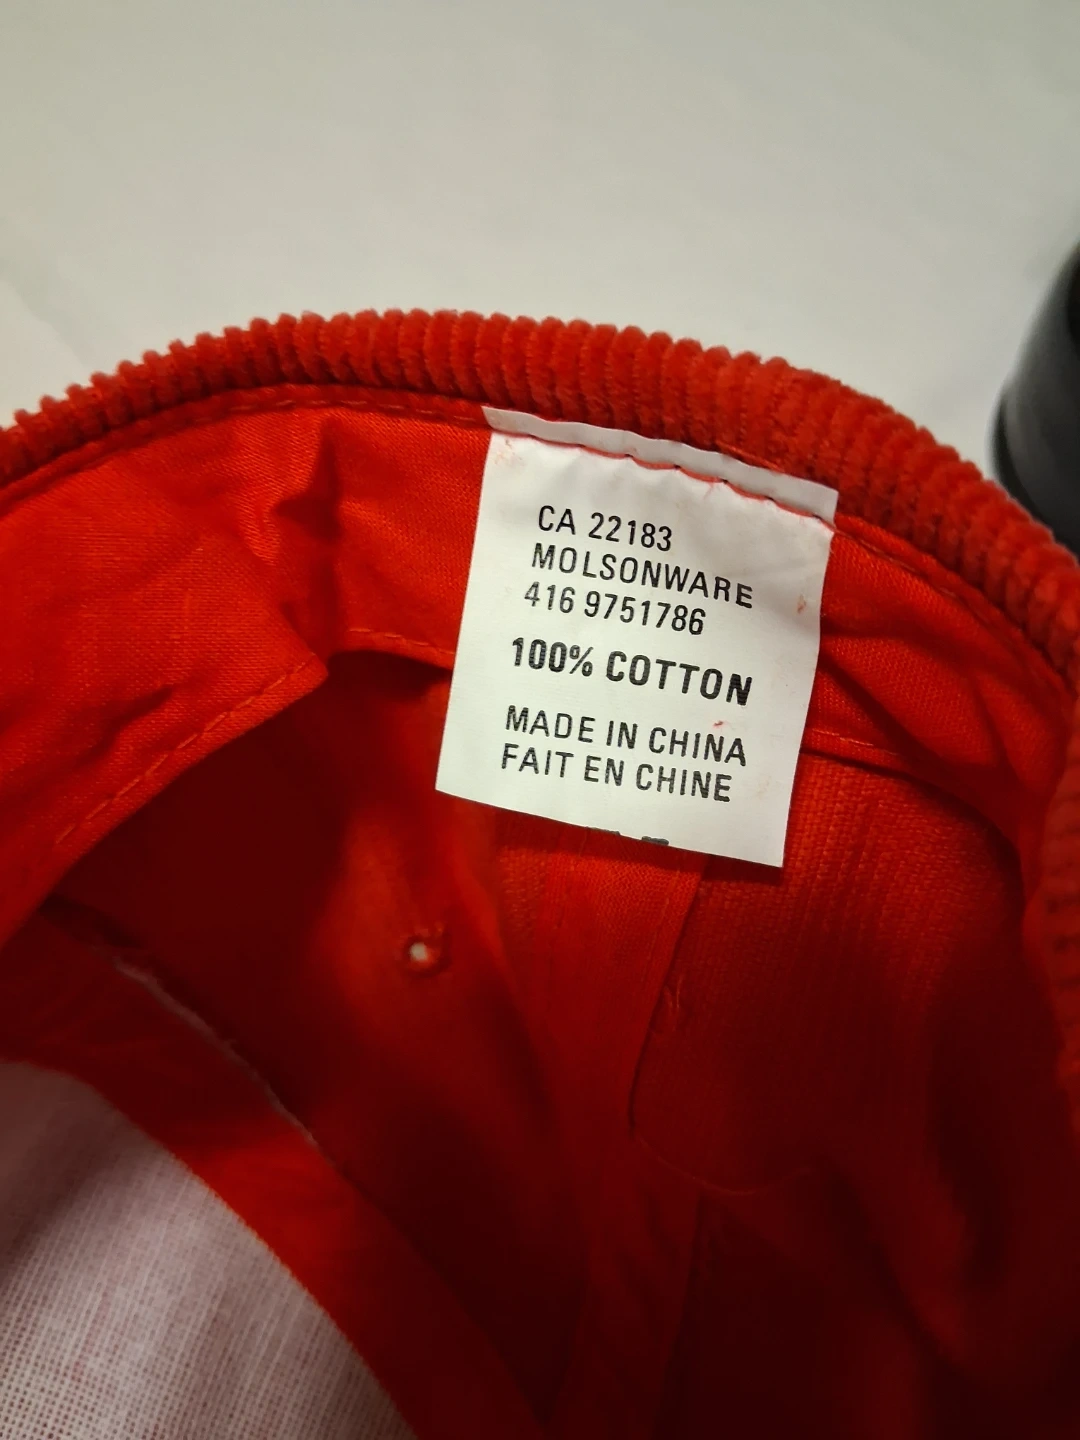 CA 22183
MOLSONWARE
416 9751786
100% COTTON
MADE IN CHINA
FAIT EN CHINE